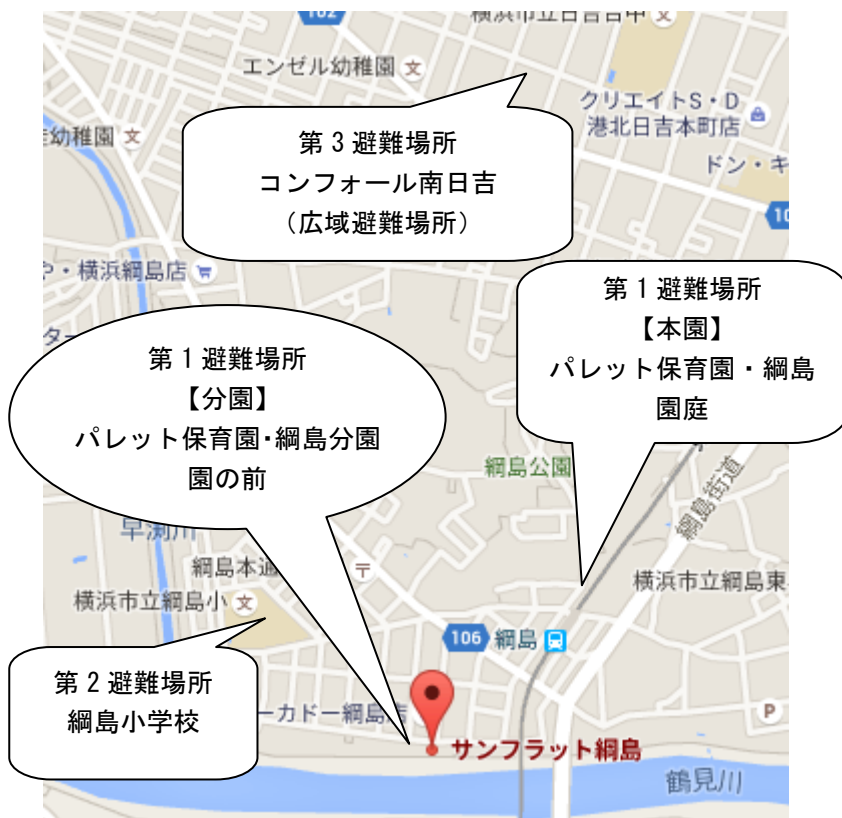 102
横浜市立日吉台中
エンゼル幼稚園
クリエイトS・D
港北日吉本町店
幼稚園
ドン・キ
第3避難場所
コンフォール南日吉
（広域避難場所）
や・横浜綱島店
ター
第1避難場所
【本園】
パレット保育園・綱島
園庭
第1避難場所
【分園】
パレット保育園・綱島分園
園の前
綱島公園
綱島街道
早渕川
綱島本通
〒
横浜市立綱島小
横浜市立綱島東
106
綱島
第2避難場所
綱島小学校
ーカドー綱島店
P
サンフラット綱島
鶴見川